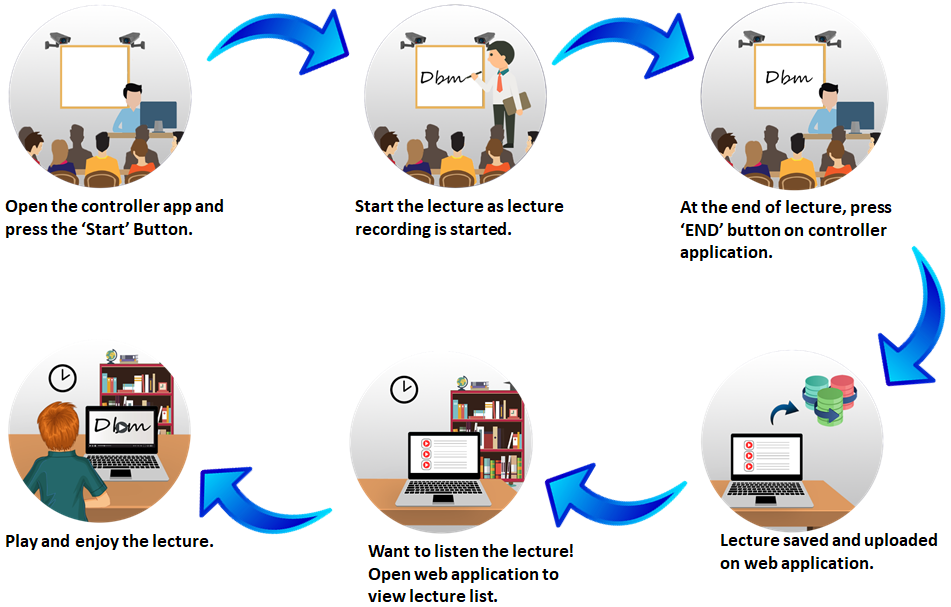 Dbm
Dbm
Open the controller app and
press the ‘Start’ Button.
Start the lecture as lecture
recording is started.
At the end of lecture, press
‘END’ button on controller
application.
Dbm
Play and enjoy the lecture.
Want to listen the lecture!
Open web application to
view lecture list.
Lecture saved and uploaded
on web application.